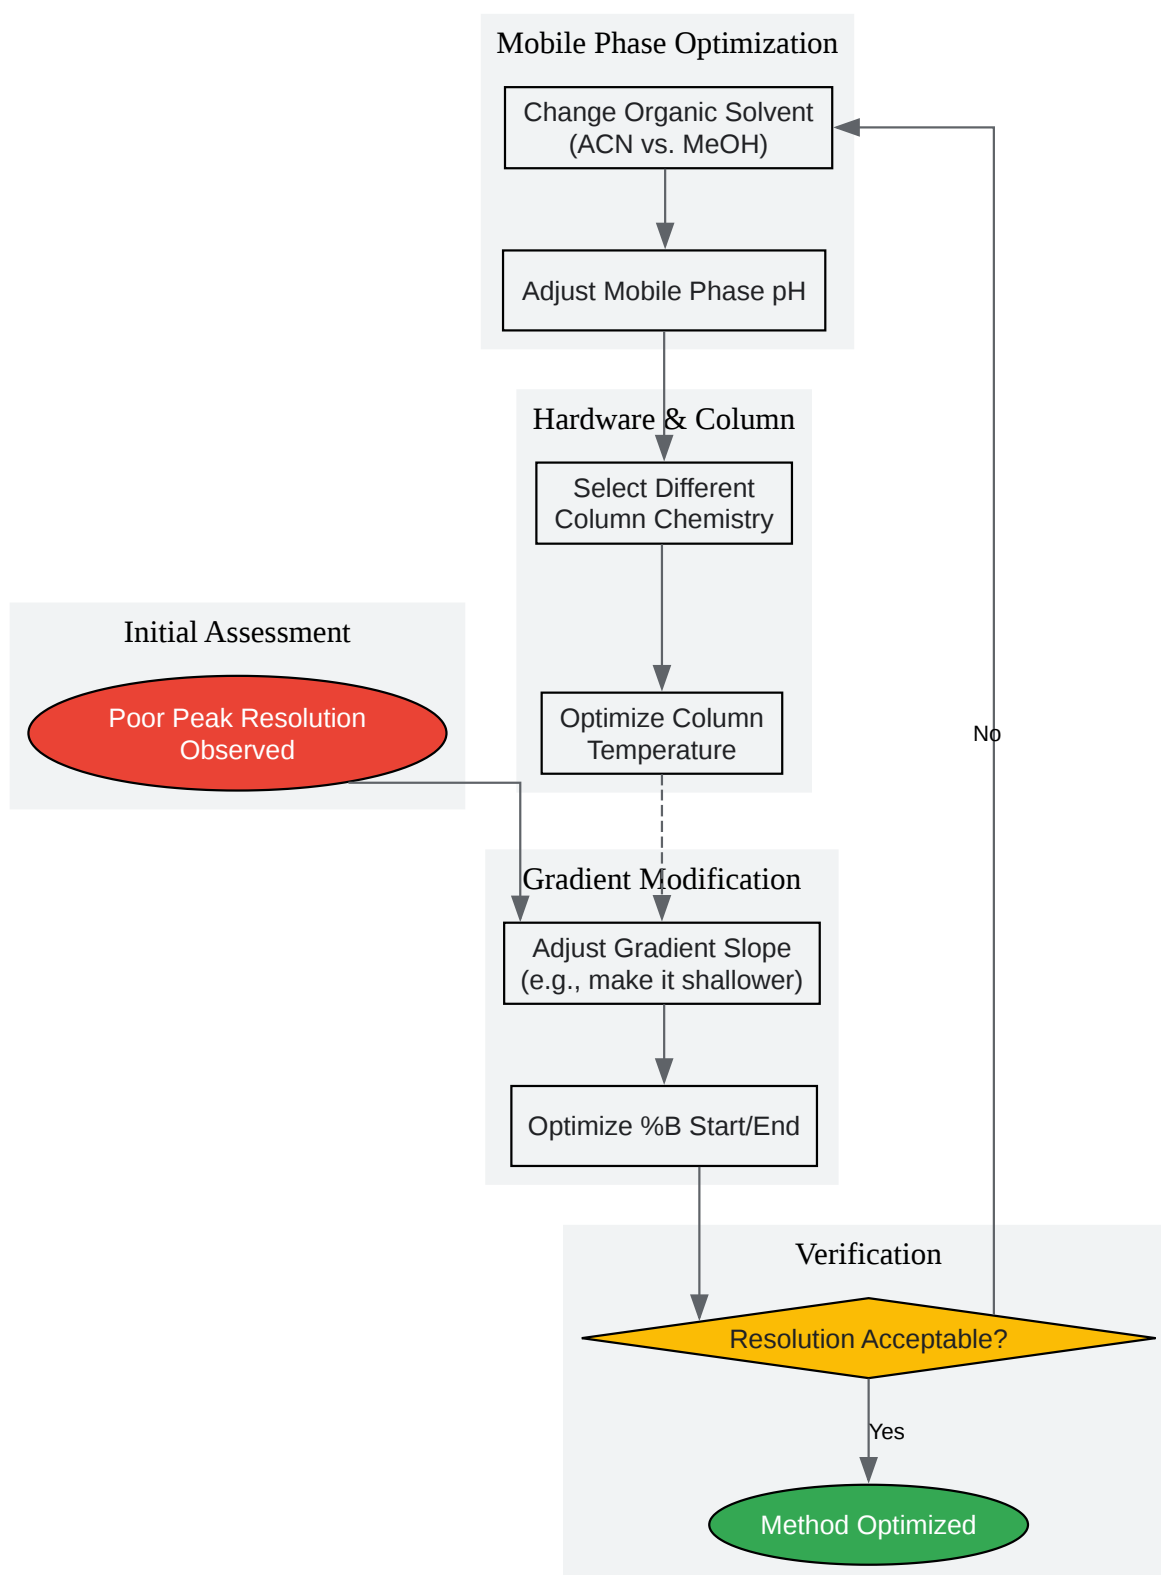 Mobile Phase Optimization
Change Organic Solvent
(ACN vs. MeOH)
Adjust Mobile Phase pH
Hardware & Column
Select Different
Column Chemistry
Initial Assessment
Poor Peak Resolution
Observed
Optimize Column
Temperature
No
Gradient Modification
Adjust Gradient Slope
(e.g., make it shallower)
Optimize %B Start/End
Verification
Resolution Acceptable?
Yes
Method Optimized